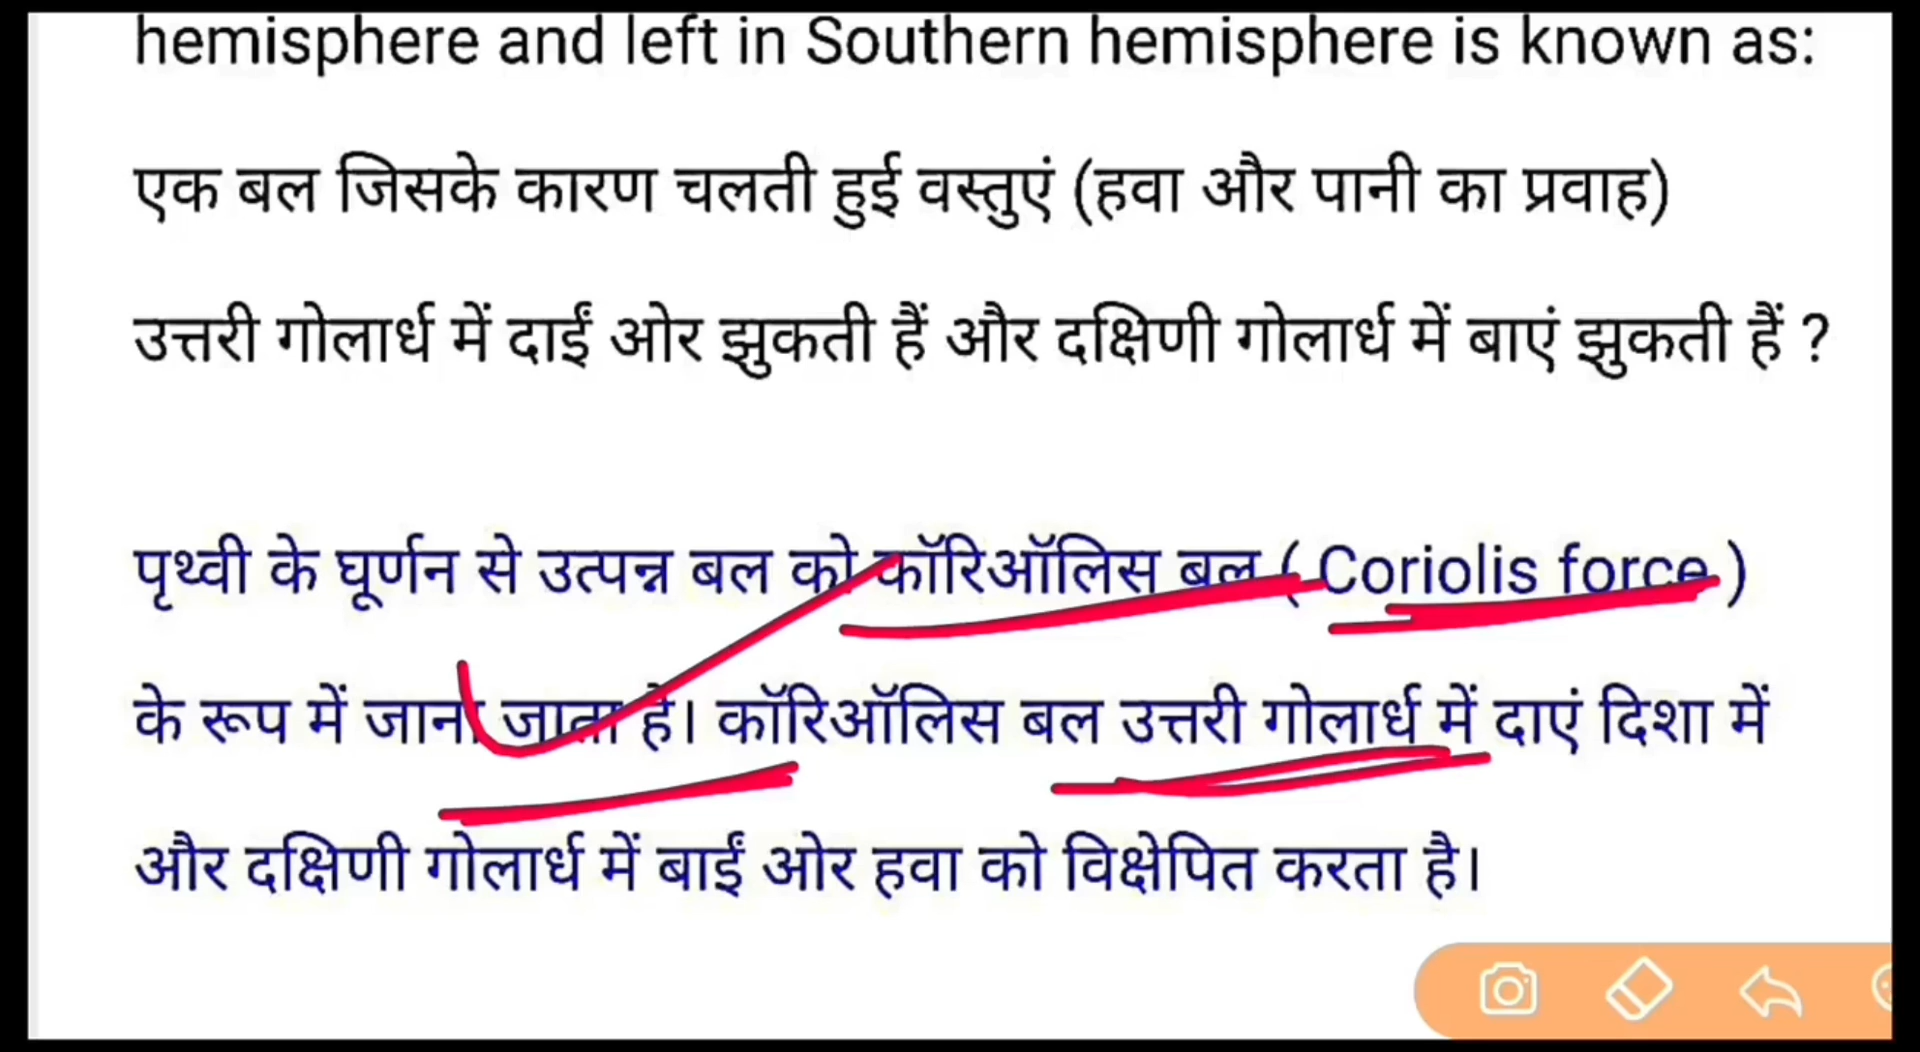 hemisphere and left in Southern hemisphere is known as:
एक बल जिसके कारण चलती हुई वस्तुएं (हवा और पानी का प्रवाह)
उत्तरी गोलार्ध में दाईं ओर झुकती हैं और दक्षिणी गोलार्ध में बाएं झुकती हैं ?
पृथ्वी के घूर्णन से उत्पन्न बल को कॉरिऑलिस बल ( Coriolis force )
के रूप में जाना जाता है। कॉरिऑलिस बल उत्तरी गोलार्ध में दाएं दिशा में
और दक्षिणी गोलार्ध में बाईं ओर हवा को विक्षेपित करता है।